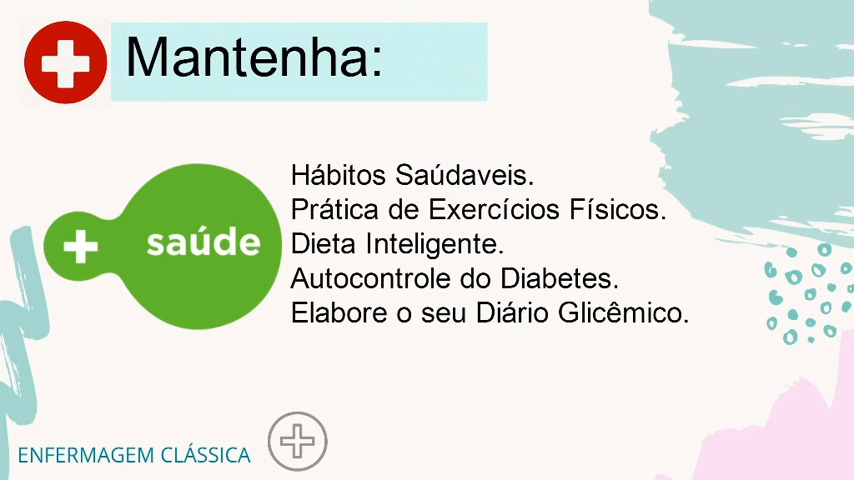 Mantenha:
+ saúde
Hábitos Saúdaveis.
Prática de Exercícios Físicos.
Dieta Inteligente.
Autocontrole do Diabetes.
Elabore o seu Diário Glicêmico.
ENFERMAGEM CLÁSSICA